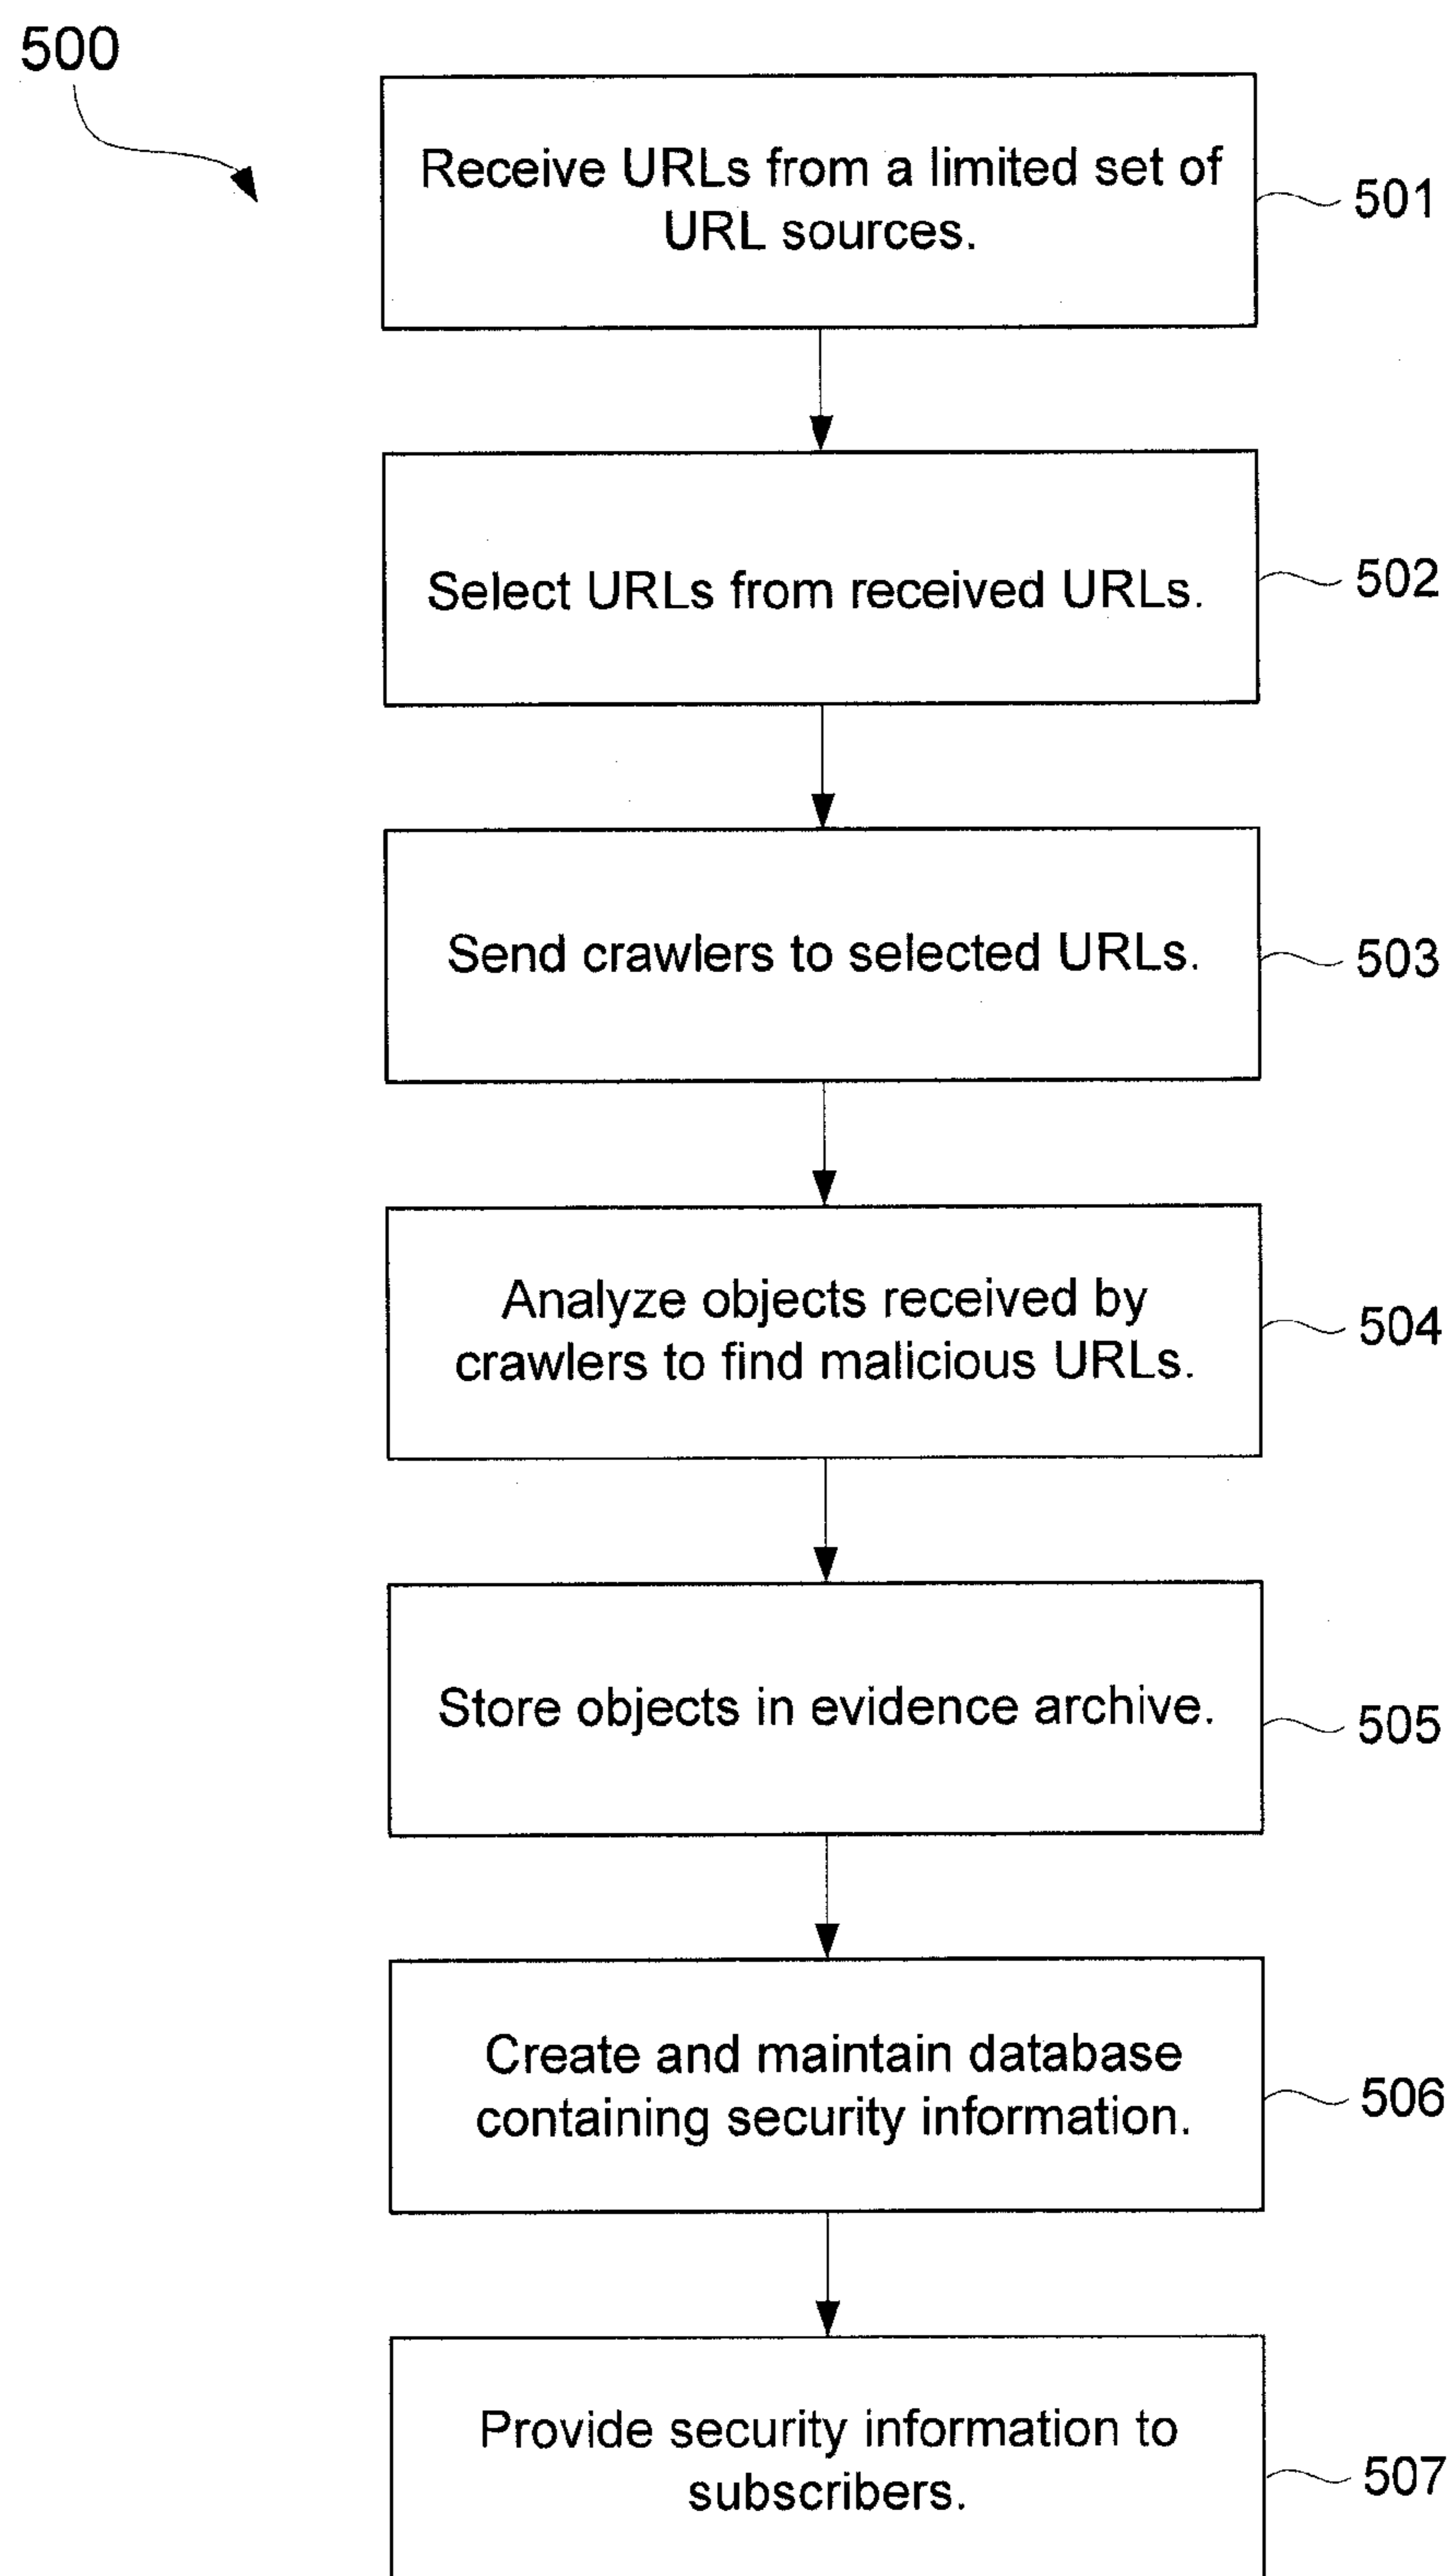 500
Receive URLs from a limited set of
URL sources.
501
Select URLs from received URLs.
502
Send crawlers to selected URLs.
503
Analyze objects received by
crawlers to find malicious URLs.
504
Store objects in evidence archive.
505
Create and maintain database
containing security information.
506
Provide security information to
subscribers.
507